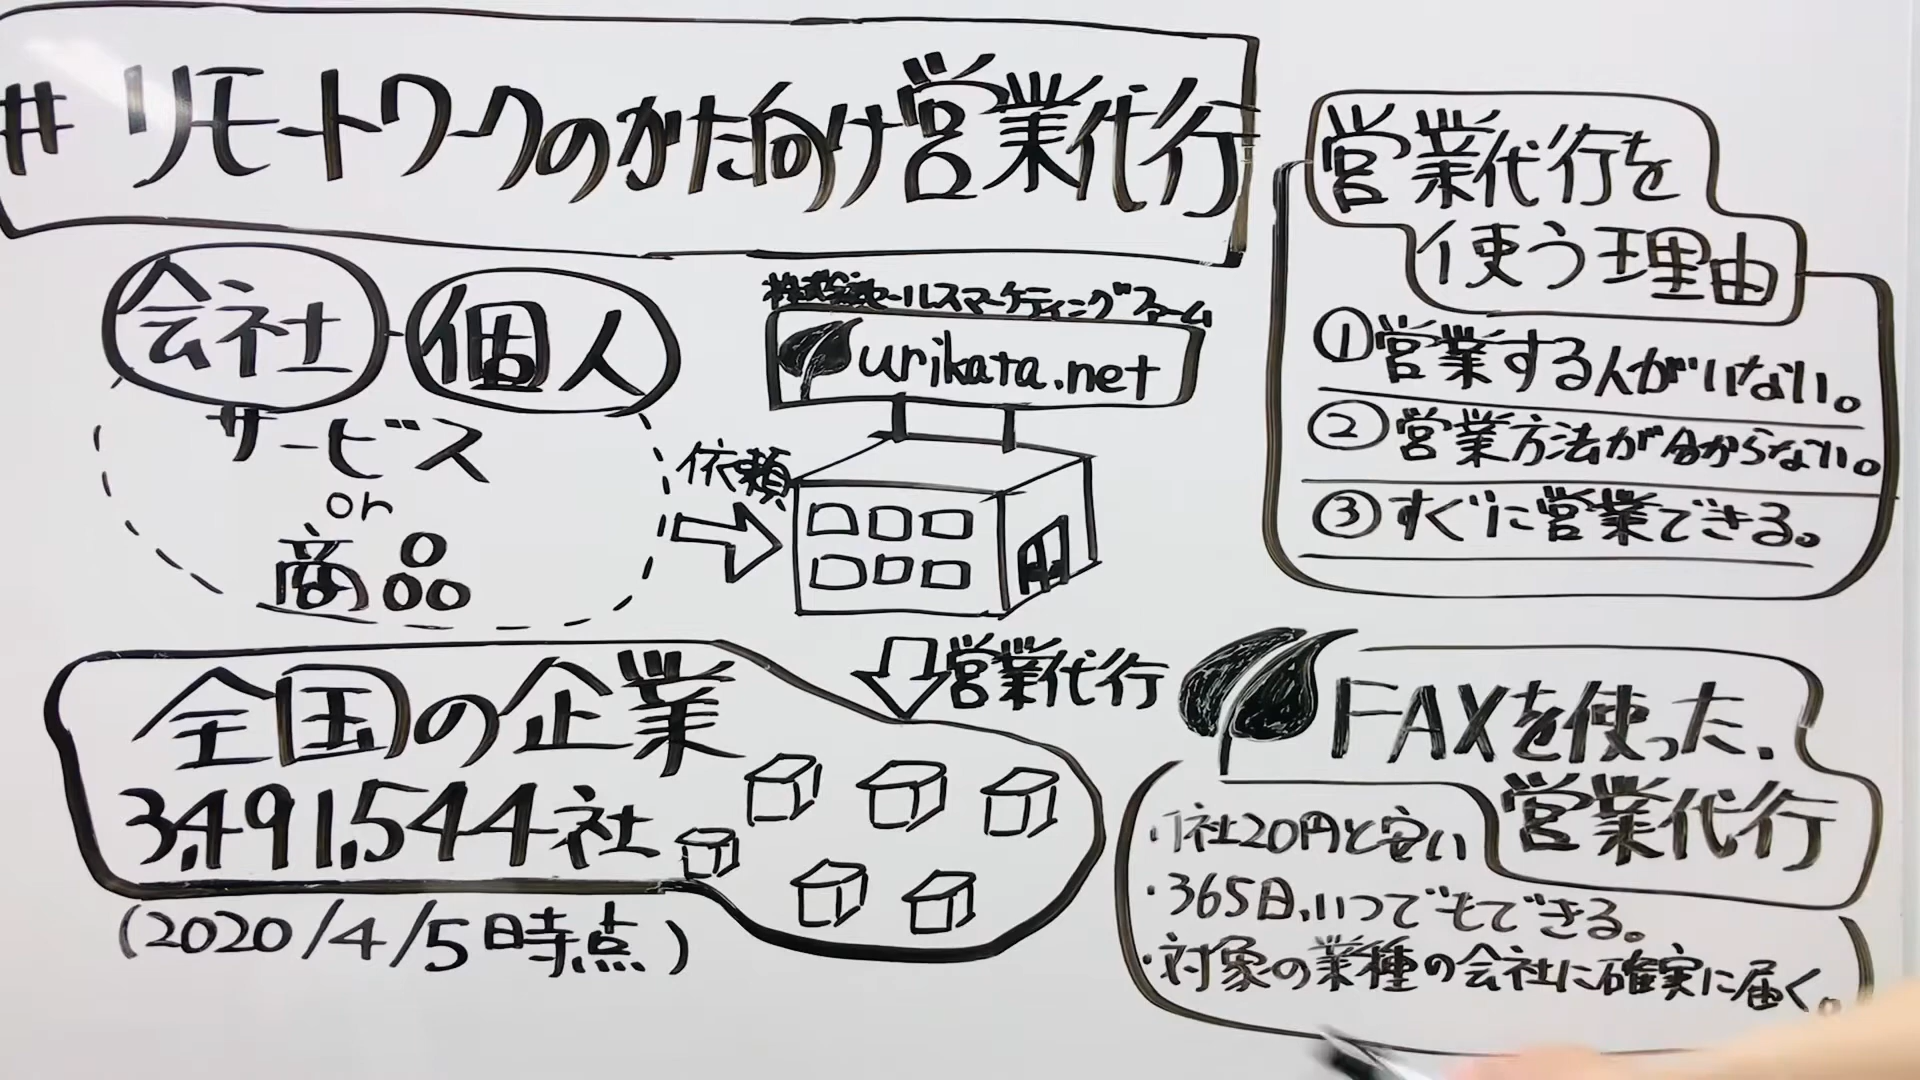 #リモートワークのかた向け営業代行
会社
個人
サービス
or
商品
依頼
株式会社セールスマーケティングファーム
urikata.net
営業代行
全国の企業
3,491,544社
(2020/4/5日時点)
営業代行を
使う理由
①営業する人がいない。
②営業方法が分からない。
③すぐに営業できる。
FAXを使った、
営業代行
・1社20円と安い
・365日、いつでもできる。
・対象の業種の会社に確実に届く。